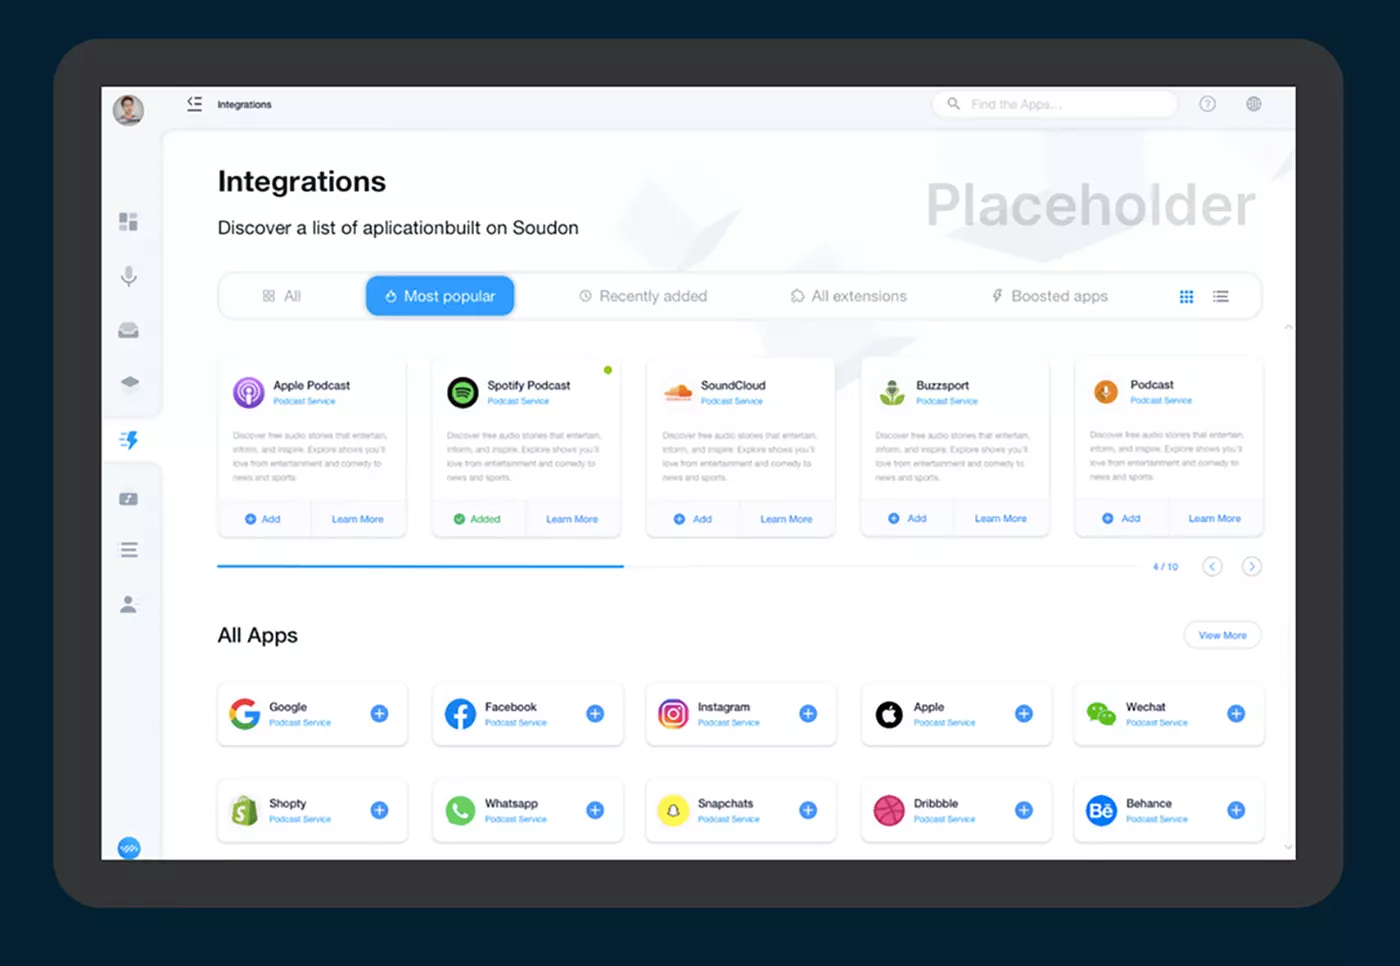 Integrations
Find the Apps...
Integrations
Discover a list of aplicationbuilt on Soudon
Placeholder
All
Most popular
Recently added
All extensions
Boosted apps
Apple Podcast
Podcast Service
Discover free audio stories that entertain,
inform, and inspire. Explore shows you'll
love from entertainment and comedy to
news and sports.
Add
Learn More
Spotify Podcast
Podcast Service
Discover free audio stories that entertain,
inform, and inspire. Explore shows you'll
love from entertainment and comedy to
news and sports.
Added
Learn More
SoundCloud
Podcast Service
Discover free audio stories that entertain,
inform, and inspire. Explore shows you'll
love from entertainment and comedy to
news and sports.
Add
Learn More
Buzzsport
Podcast Service
Discover free audio stories that entertain,
inform, and inspire. Explore shows you'll
love from entertainment and comedy to
news and sports.
Add
Learn More
Podcast
Podcast Service
Discover free audio stories that entertain,
inform, and inspire. Explore shows you'll
love from entertainment and comedy to
news and sports.
Add
Learn More
4 / 10
All Apps
View More
Google
Podcast Service
Facebook
Podcast Service
Instagram
Podcast Service
Apple
Podcast Service
Wechat
Podcast Service
Shopty
Podcast Service
Whatsapp
Podcast Service
Snapchats
Podcast Service
Dribbble
Podcast Service
Bē
Behance
Podcast Service